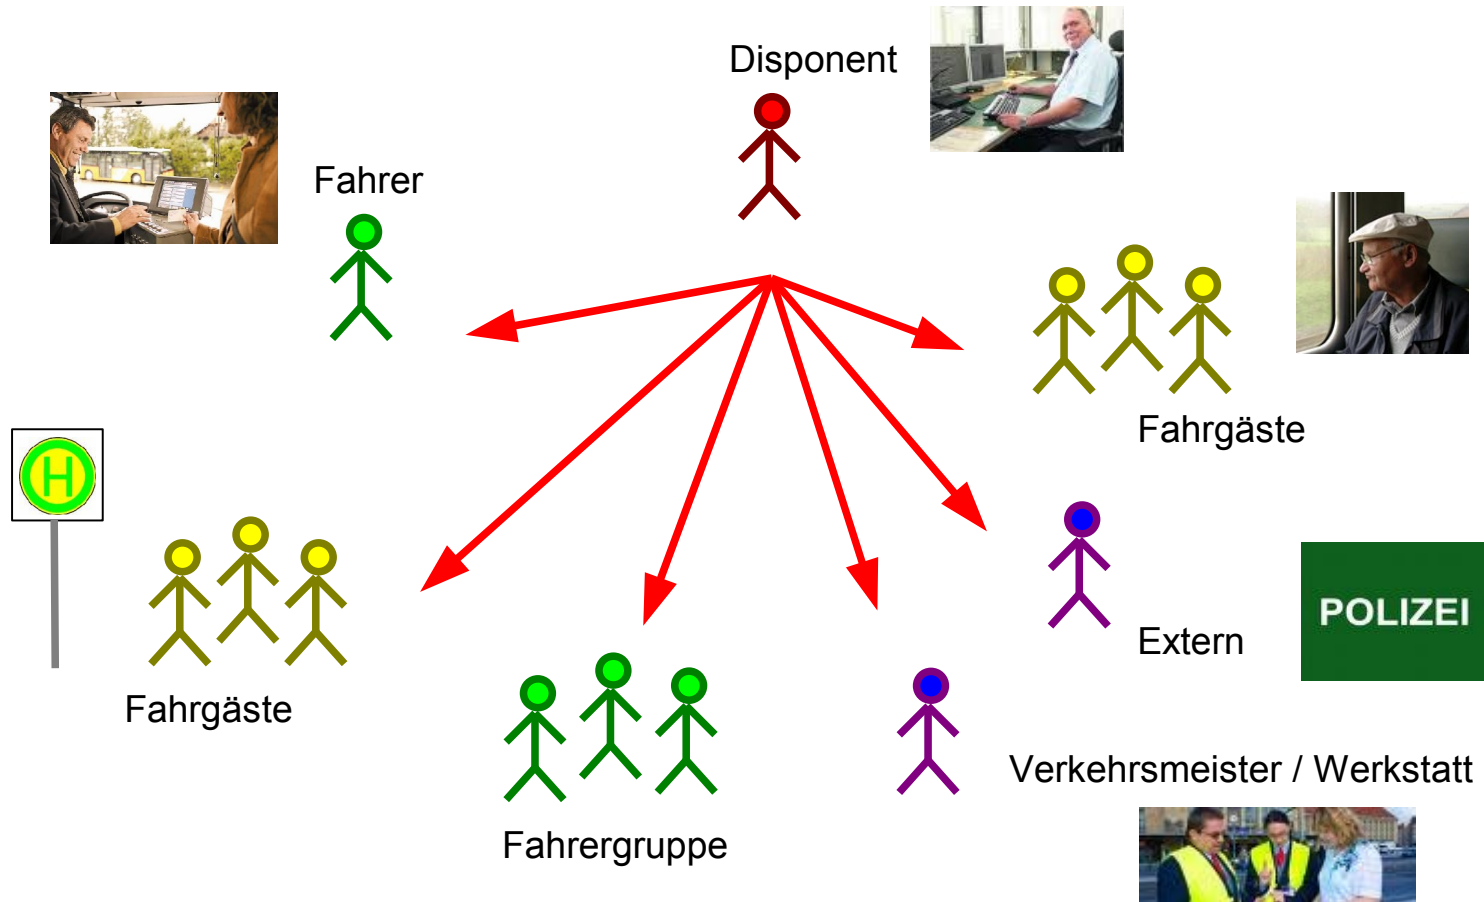 Disponent
Fahrer
Fahrgäste
H
POLIZEI
Extern
Fahrgäste
Verkehrsmeister / Werkstatt
Fahrergruppe